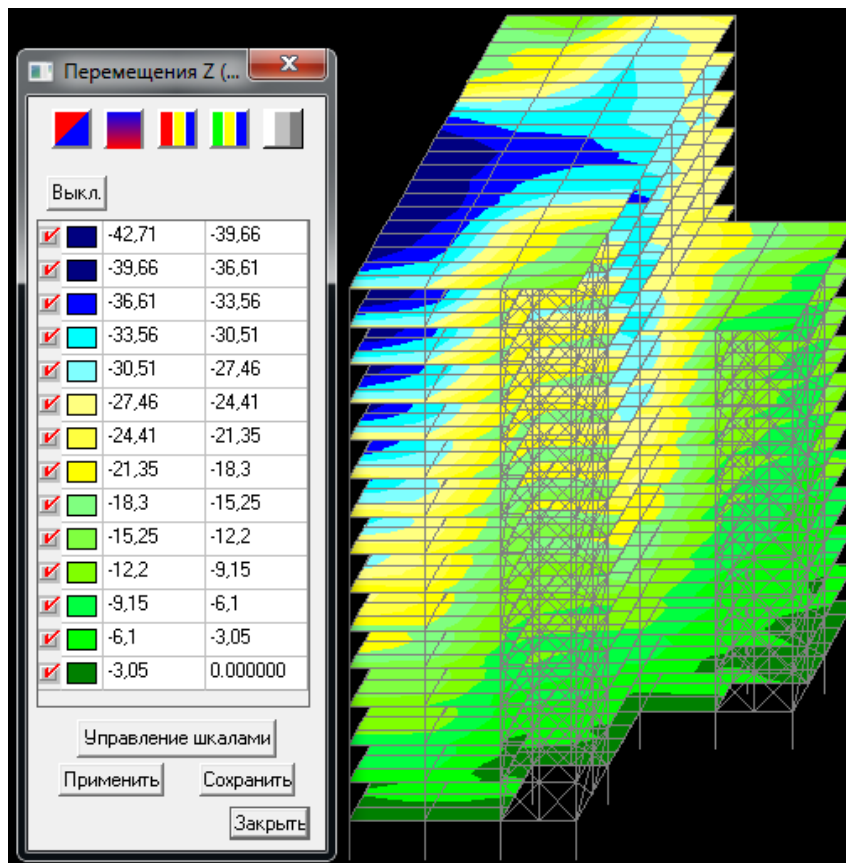 Перемещения Z (...
Выкл.
-42,71 -39,66
-39,66 -36,61
-36,61 -33,56
-33,56 -30,51
-30,51 -27,46
-27,46 -24,41
-24,41 -21,35
-21,35 -18,3
-18,3 -15,25
-15,25 -12,2
-12,2 -9,15
-9,15 -6,1
-6,1 -3,05
-3,05 0.000000
Управление шкалами
Применить Сохранить
Закрыть